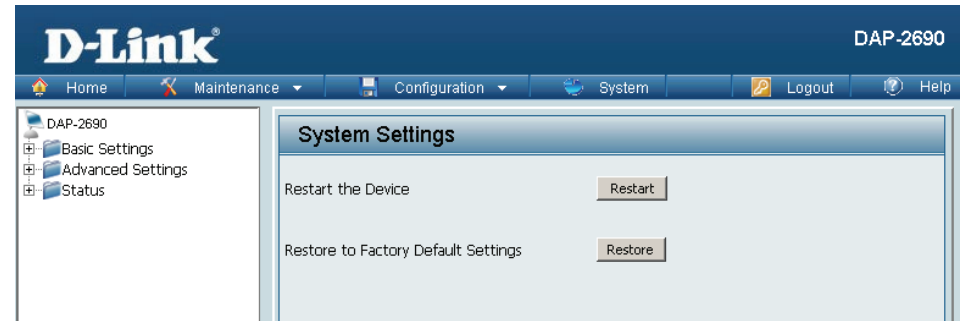 D-Link®
DAP-2690
Home Maintenance Configuration System Logout Help
DAP-2690
Basic Settings
Advanced Settings
Status
System Settings
Restart the Device Restart
Restore to Factory Default Settings Restore